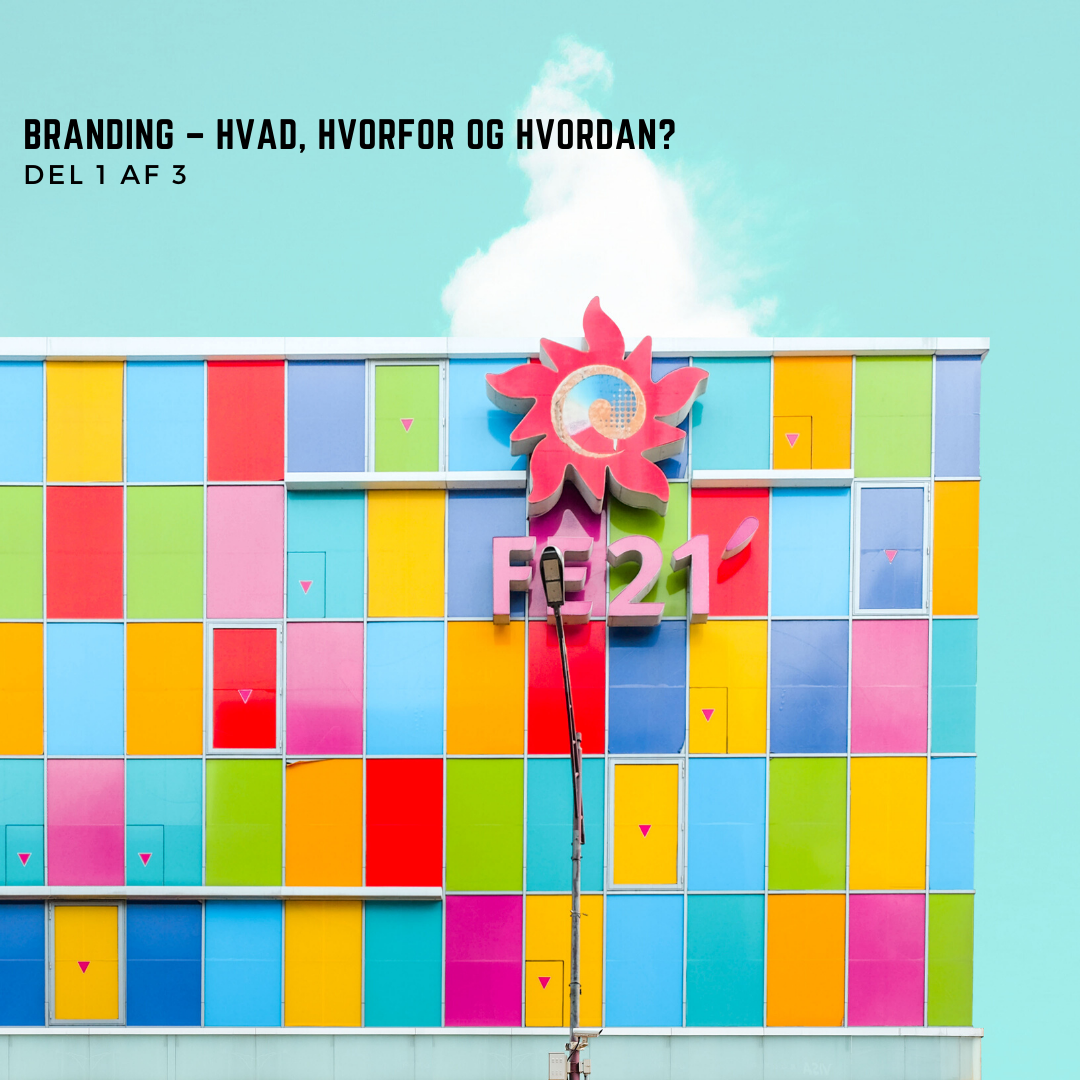 BRANDING – HVAD, HVORFOR OG HVORDAN?
DEL 1 AF 3
FE21'